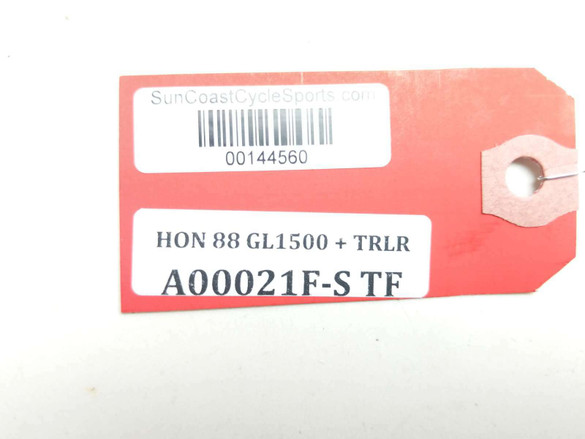 SunCoastCycleSports.com
00144560
HON 88 GL1500 + TRLR
A00021F-S TF